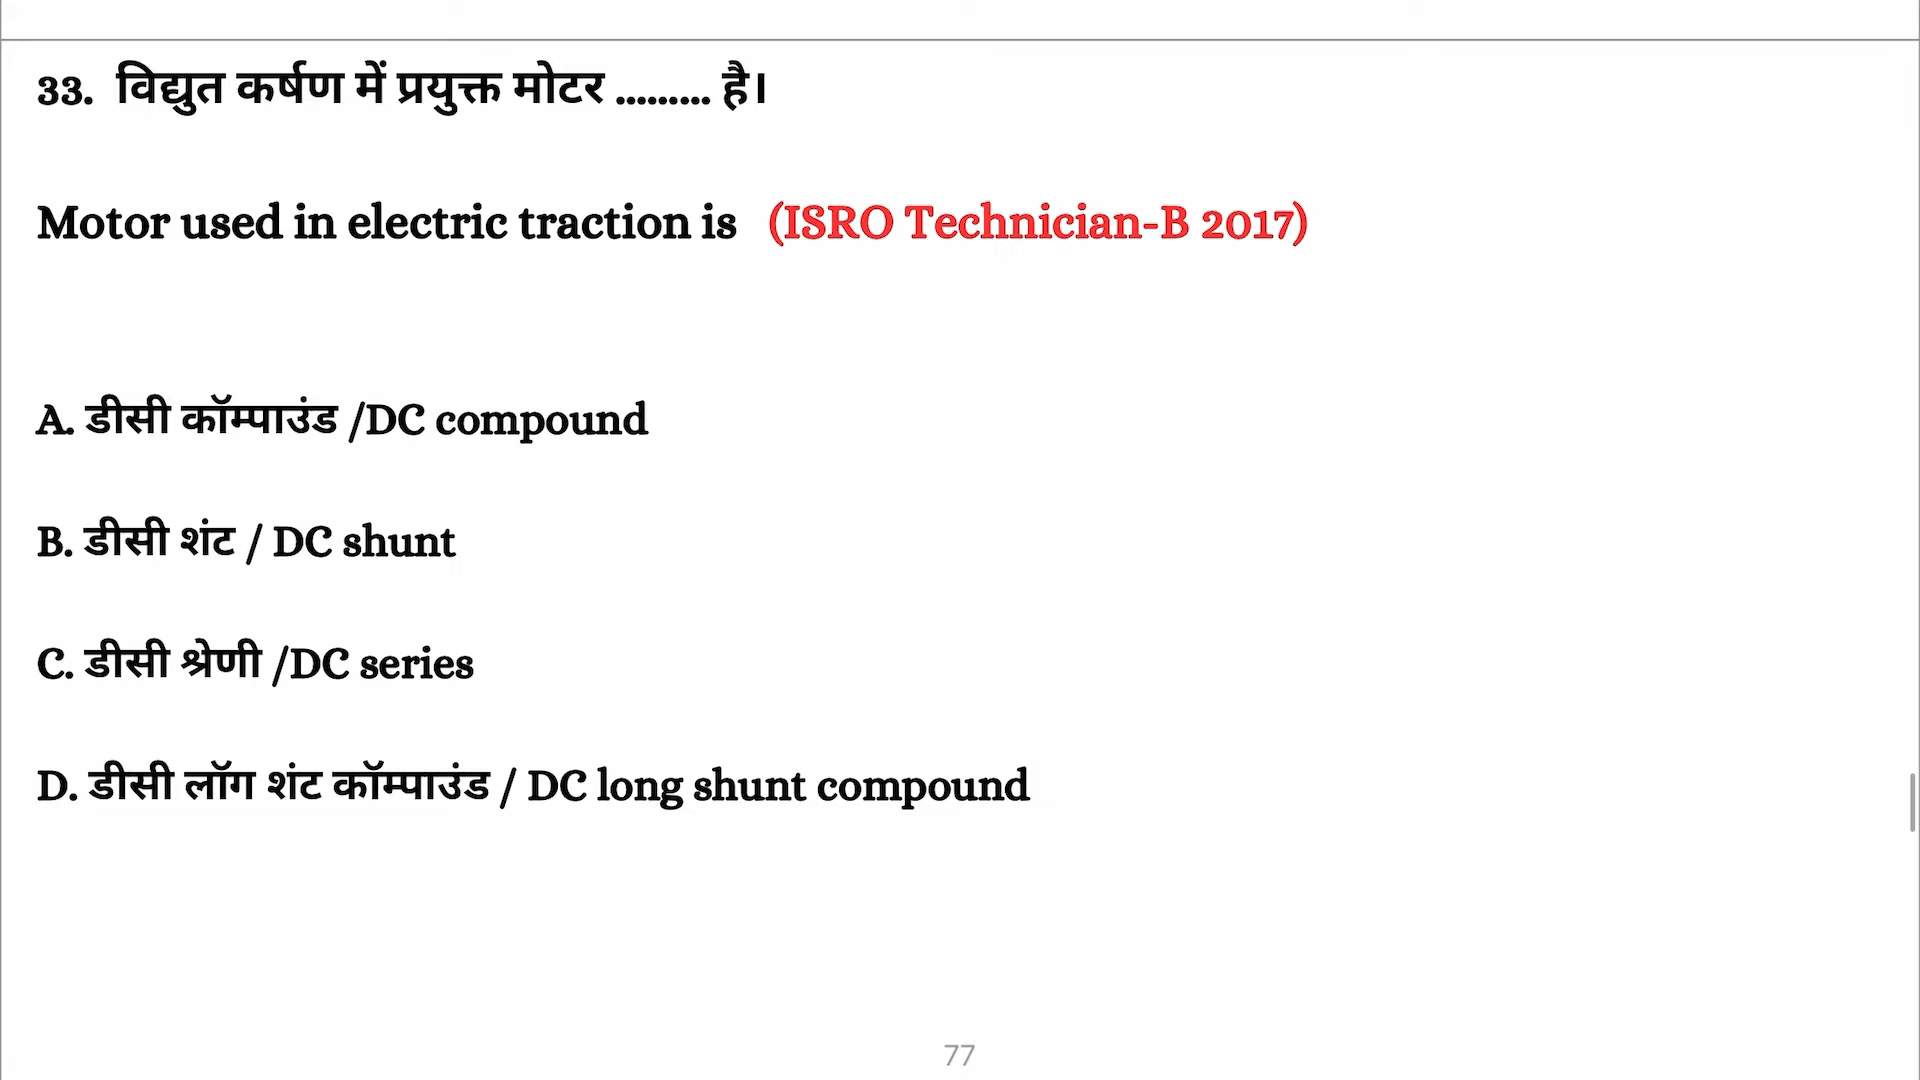 33. विद्युत कर्षण में प्रयुक्त मोटर ......... है।
Motor used in electric traction is (ISRO Technician-B 2017)
A. डीसी कॉम्पाउंड /DC compound
B. डीसी शंट / DC shunt
C. डीसी श्रेणी /DC series
D. डीसी लॉग शंट कॉम्पाउंड / DC long shunt compound
77